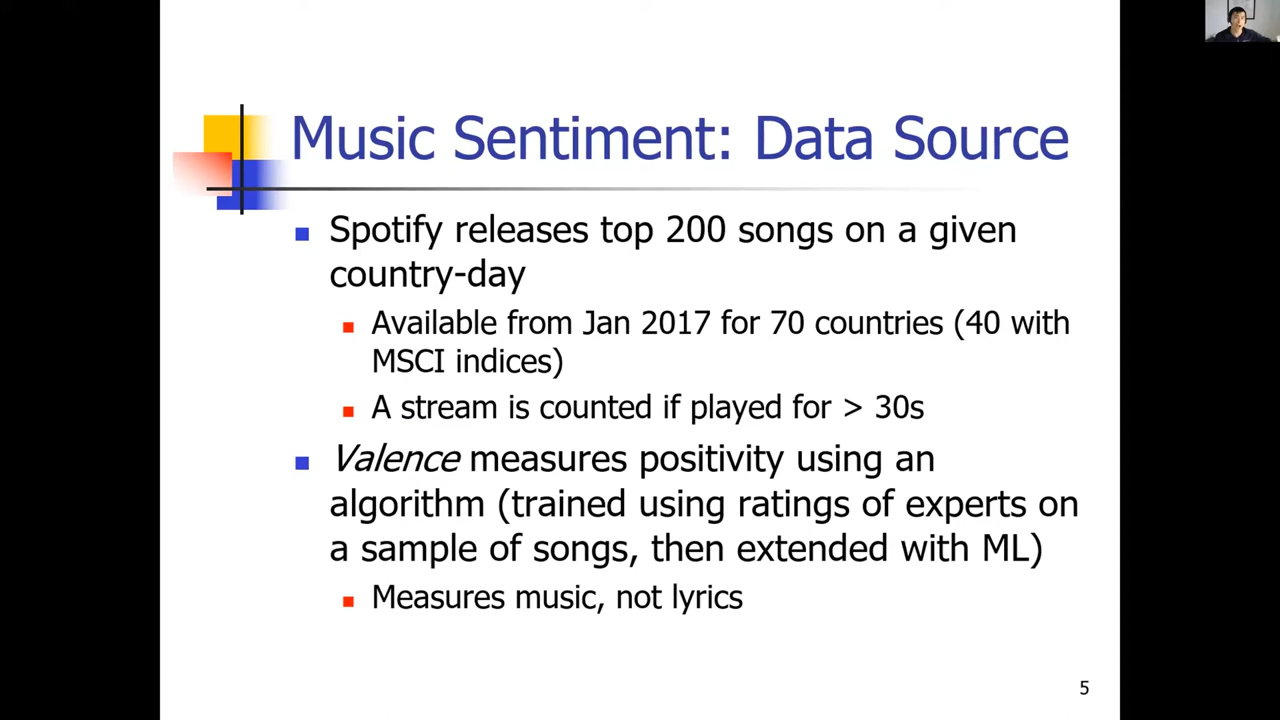 Music Sentiment: Data Source
Spotify releases top 200 songs on a given
country-day
Available from Jan 2017 for 70 countries (40 with
MSCI indices)
A stream is counted if played for > 30s
Valence measures positivity using an
algorithm (trained using ratings of experts on
a sample of songs, then extended with ML)
Measures music, not lyrics
5